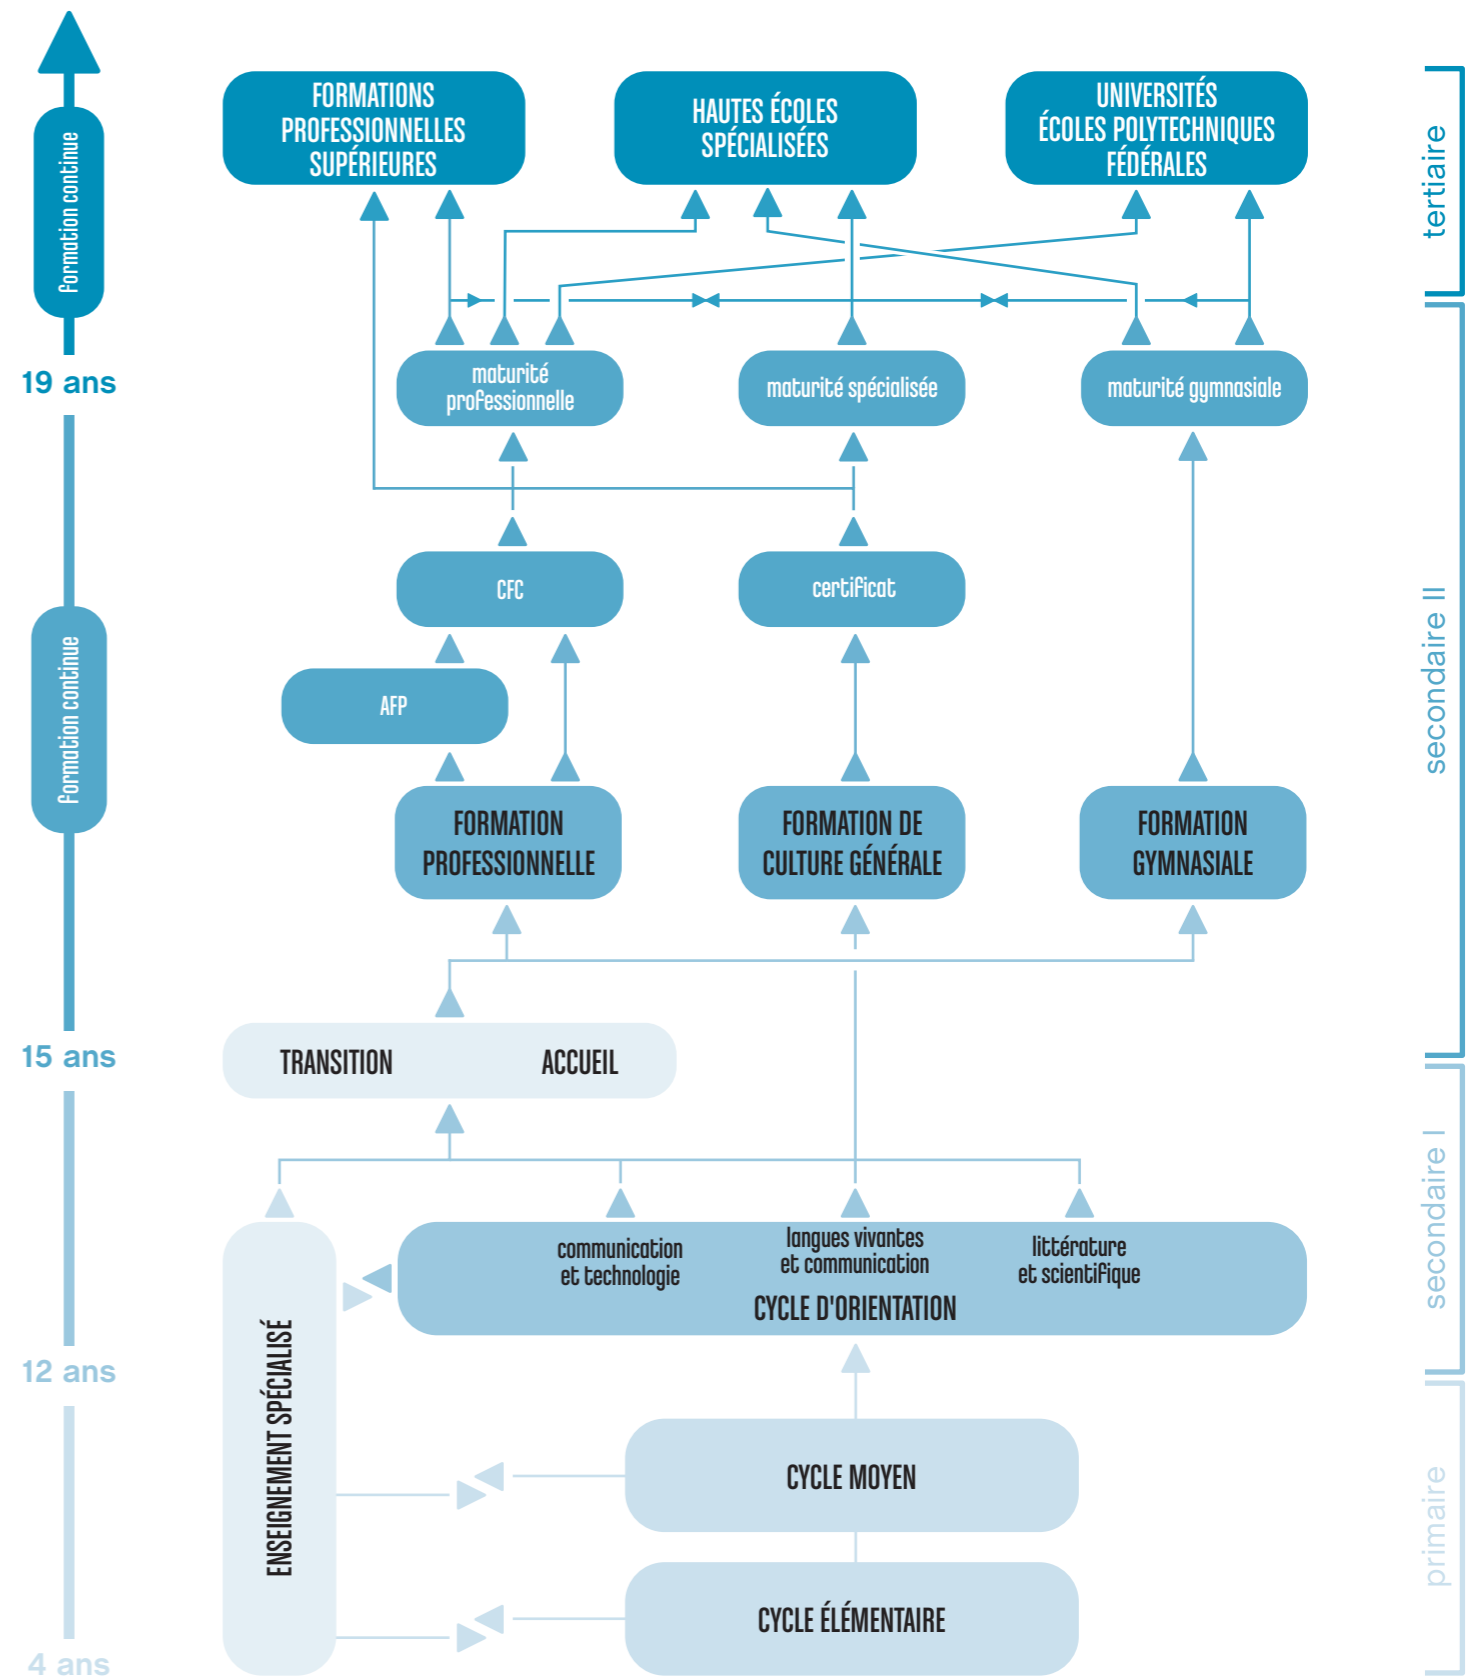 FORMATIONS
PROFESSIONNELLES
SUPÉRIEURES
HAUTES ÉCOLES
SPÉCIALISÉES
UNIVERSITÉS
ÉCOLES POLYTECHNIQUES
FÉDÉRALES
formation continue
tertiaire
19 ans
maturité
professionnelle
maturité spécialisée
maturité gymnasiale
CFC
certificat
AFP
formation continue
secondaire II
FORMATION
PROFESSIONNELLE
FORMATION DE
CULTURE GÉNÉRALE
FORMATION
GYMNASIALE
15 ans
TRANSITION
ACCUEIL
communication
et technologie
langues vivantes
et communication
littérature
et scientifique
CYCLE D'ORIENTATION
secondaire I
12 ans
ENSEIGNEMENT SPÉCIALISÉ
CYCLE MOYEN
CYCLE ÉLÉMENTAIRE
primaire
4 ans